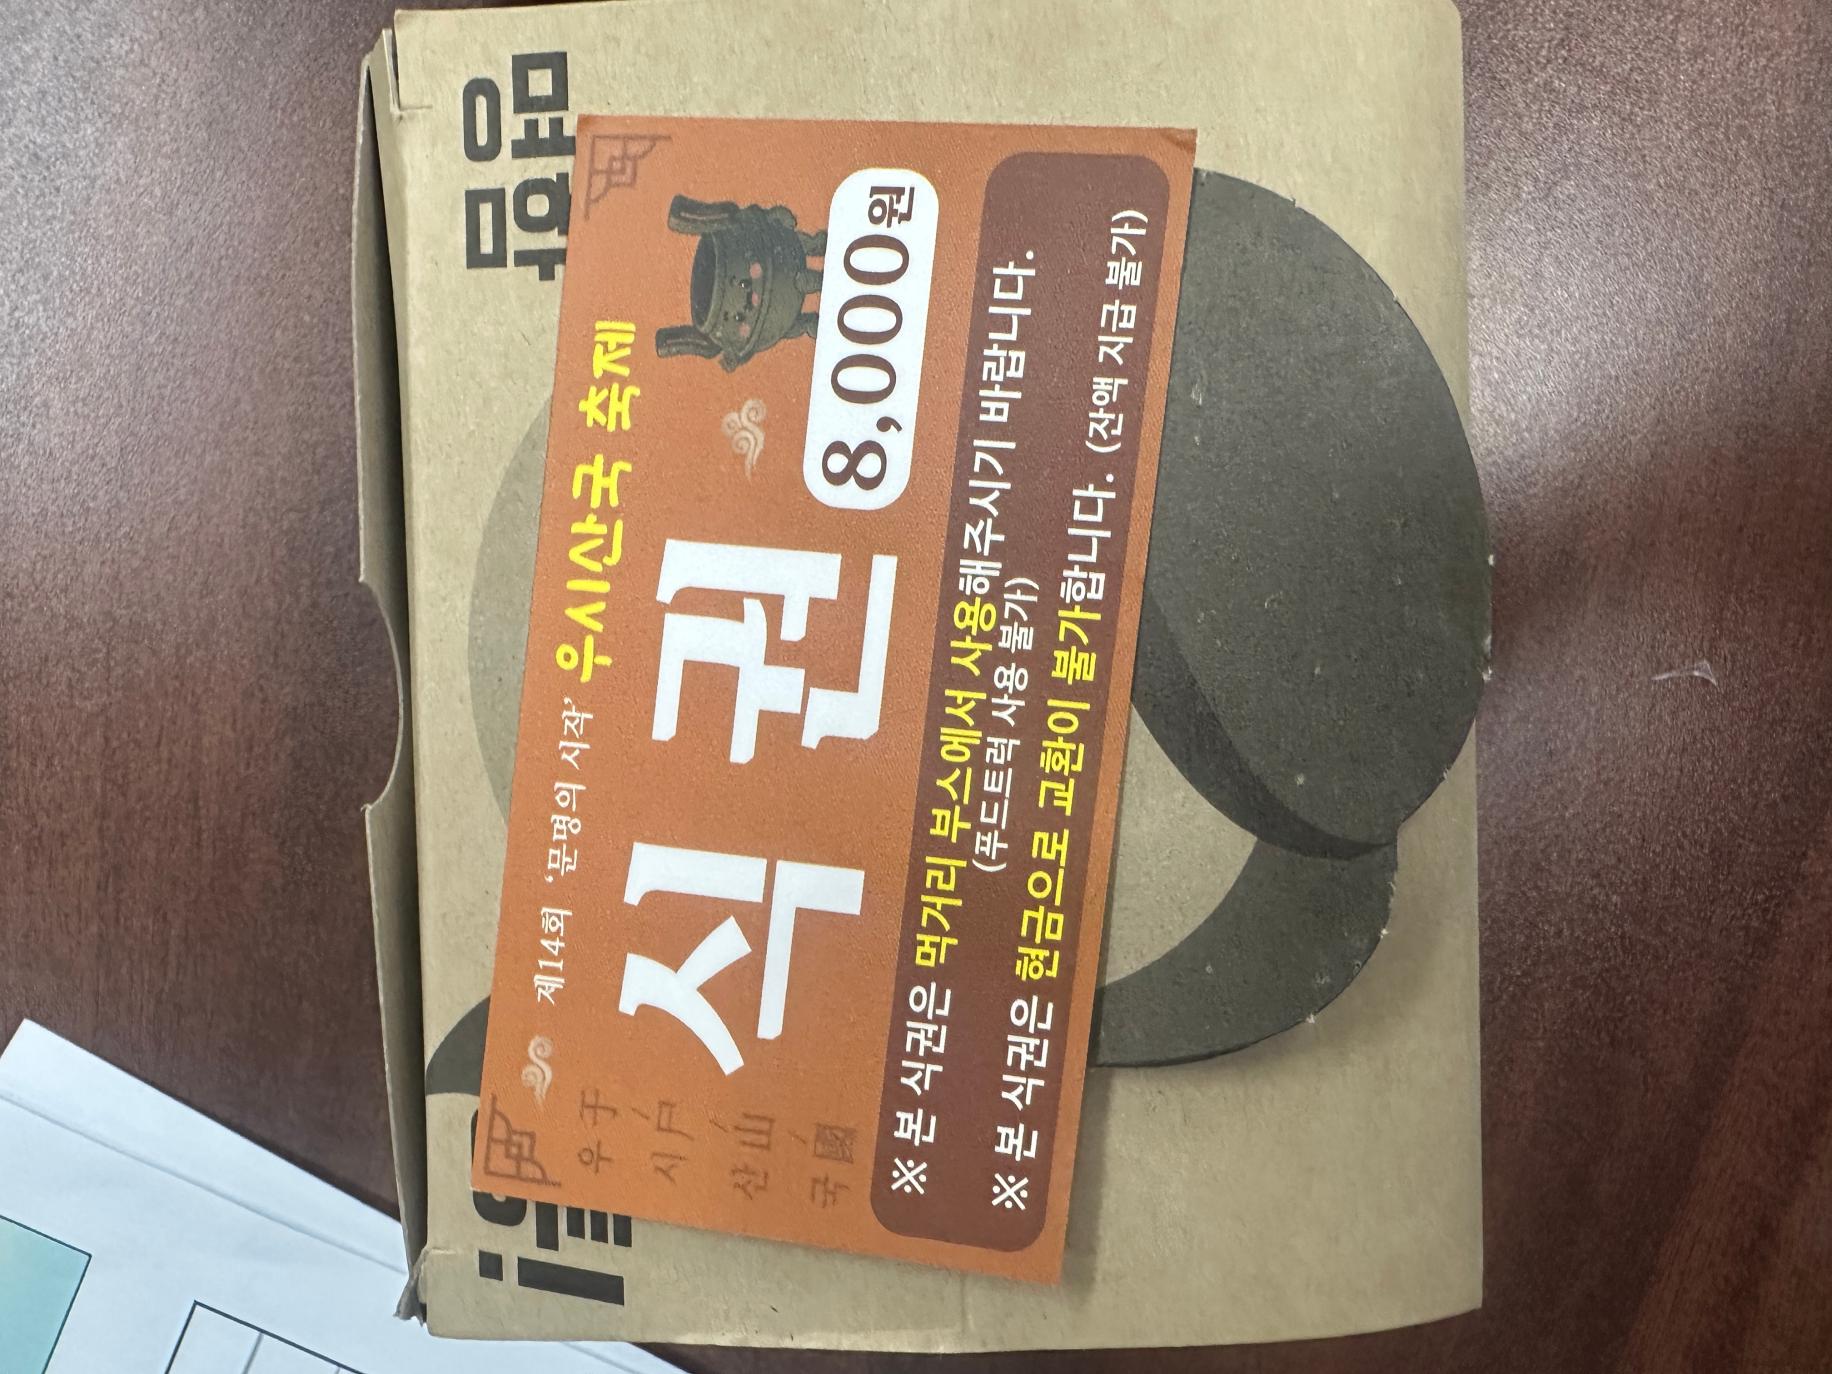 제14회 '문명의 시작' 우시산국 축제
식권
8,000원
우于
시尸
산山
국國
※ 본 식권은 먹거리 부스에서 사용해주시기 바랍니다.
(푸드트럭 사용 불가)
※ 본 식권은 현금으로 교환이 불가합니다. (잔액 지급 불가)